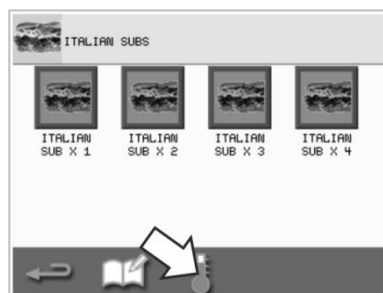 ITALIAN SUBS
ITALIAN SUB X 1
ITALIAN SUB X 2
ITALIAN SUB X 3
ITALIAN SUB X 4